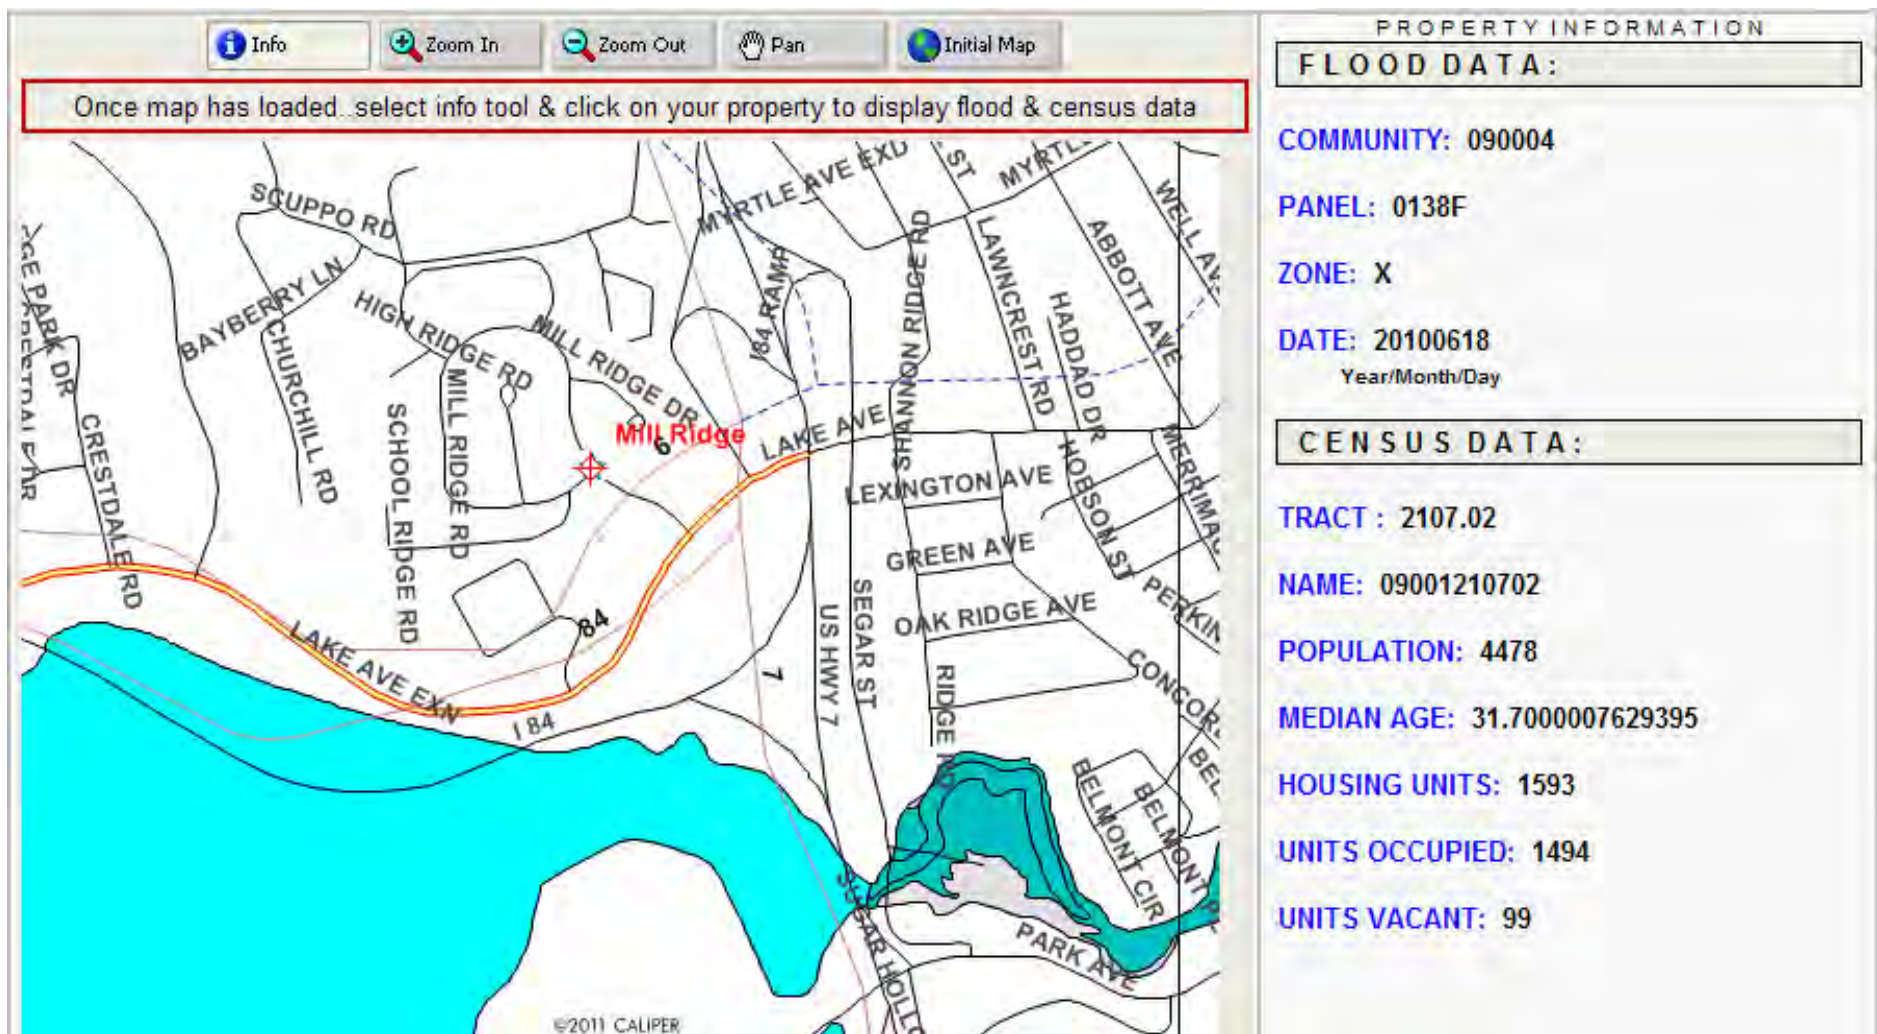 Info
Zoom In
Zoom Out
Pan
Initial Map
Once map has loaded..select info tool & click on your property to display flood & census data
SCUPPO RD
MYRTLE AVE EXD
ST
WELL AV
BAYBERRY LN
HIGH RIDGE RD
MILL RIDGE DR
I84 RAMP
SHANNON RIDGE RD
LAWNCREST RD
HADDAD DR
ABBOTT AVE
PARK DR
CRESTDALE RD
CHURCHILL RD
SCHOOL RIDGE RD
MILL RIDGE RD
Mill Ridge
6
LAKE AVE
LEXINGTON AVE
HOBSON ST
GREEN AVE
OAK RIDGE AVE
LAKE AVE EXN
84
I 84
7
US HWY 7
SEGAR ST
RIDGE RD
BELMONT CIR
BELMONT
PARK AVE
©2011 CALIPER
PROPERTY INFORMATION
FLOOD DATA:
COMMUNITY: 090004
PANEL: 0138F
ZONE: X
DATE: 20100618
Year/Month/Day
CENSUS DATA:
TRACT : 2107.02
NAME: 09001210702
POPULATION: 4478
MEDIAN AGE: 31.7000007629395
HOUSING UNITS: 1593
UNITS OCCUPIED: 1494
UNITS VACANT: 99